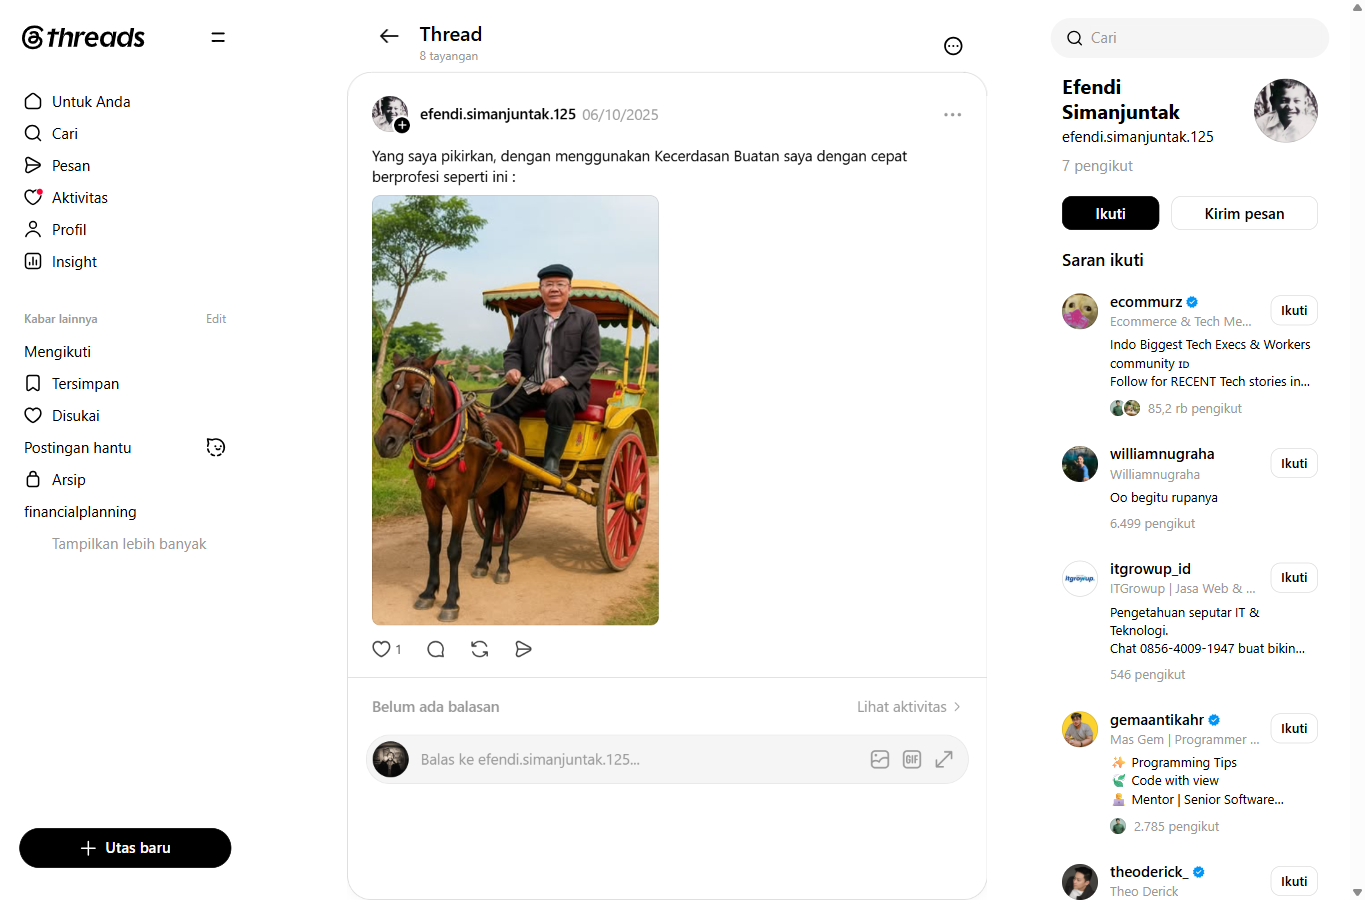 threads
Untuk Anda
Cari
Pesan
Aktivitas
Profil
Insight
Kabar lainnya
Edit
Mengikuti
Tersimpan
Disukai
Postingan hantu
Arsip
financialplanning
Tampilkan lebih banyak
Utas baru
Thread
8 tayangan
efendi.simanjuntak.125 06/10/2025
Yang saya pikirkan, dengan menggunakan Kecerdasan Buatan saya dengan cepat
berprofesi seperti ini :
1
Belum ada balasan
Lihat aktivitas
Balas ke efendi.simanjuntak.125...
GIF
Cari
Efendi
Simanjuntak
efendi.simanjuntak.125
7 pengikut
Ikuti
Kirim pesan
Saran ikuti
ecommurz
Ikuti
Ecommerce & Tech Me...
Indo Biggest Tech Execs & Workers
community ID
Follow for RECENT Tech stories in...
85,2 rb pengikut
williamnugraha
Ikuti
Williamnugraha
Oo begitu rupanya
6.499 pengikut
itgrowup.
itgrowup_id
Ikuti
ITGrowup | Jasa Web & ...
Pengetahuan seputar IT &
Teknologi.
Chat 0856-4009-1947 buat bikin...
546 pengikut
gemaantikahr
Ikuti
Mas Gem | Programmer ...
✨ Programming Tips
Code with view
Mentor | Senior Software...
2.785 pengikut
theoderick_
Ikuti
Theo Derick